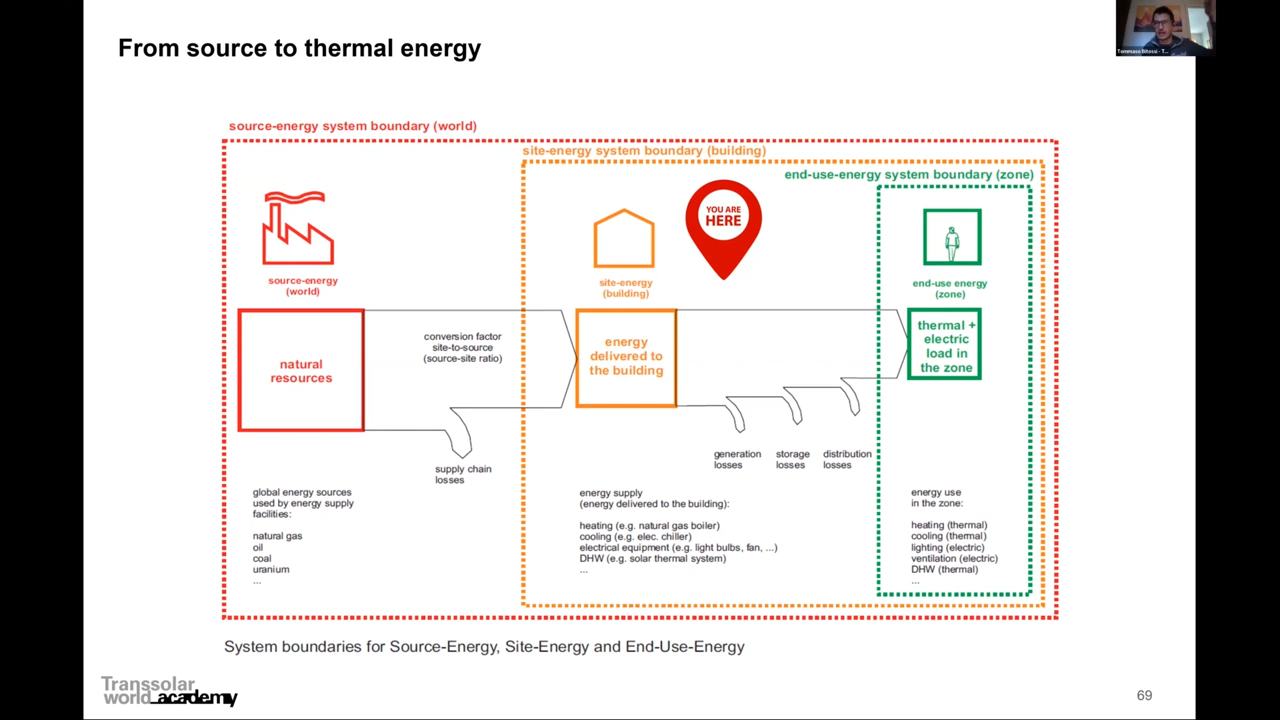 From source to thermal energy
source-energy system boundary (world)
site-energy system boundary (building)
end-use-energy system boundary (zone)
YOU ARE
HERE
source-energy
(world)
site-energy
(building)
end-use energy
(zone)
natural
resources
conversion factor
site-to-source
(source-site ratio)
energy
delivered to
the building
thermal +
electric
load in
the zone
supply chain
losses
generation
losses
storage
losses
distribution
losses
global energy sources
used by energy supply
facilities:
natural gas
oil
coal
uranium
...
energy supply
(energy delivered to the building):
heating (e.g. natural gas boiler)
cooling (e.g. elec. chiller)
electrical equipment (e.g. light bulbs, fan, ...)
DHW (e.g. solar thermal system)
...
energy use
in the zone:
heating (thermal)
cooling (thermal)
lighting (electric)
ventilation (electric)
DHW (thermal)
...
System boundaries for Source-Energy, Site-Energy and End-Use-Energy
Transsolar
world academy
69
Tommaso Bitossi - T...